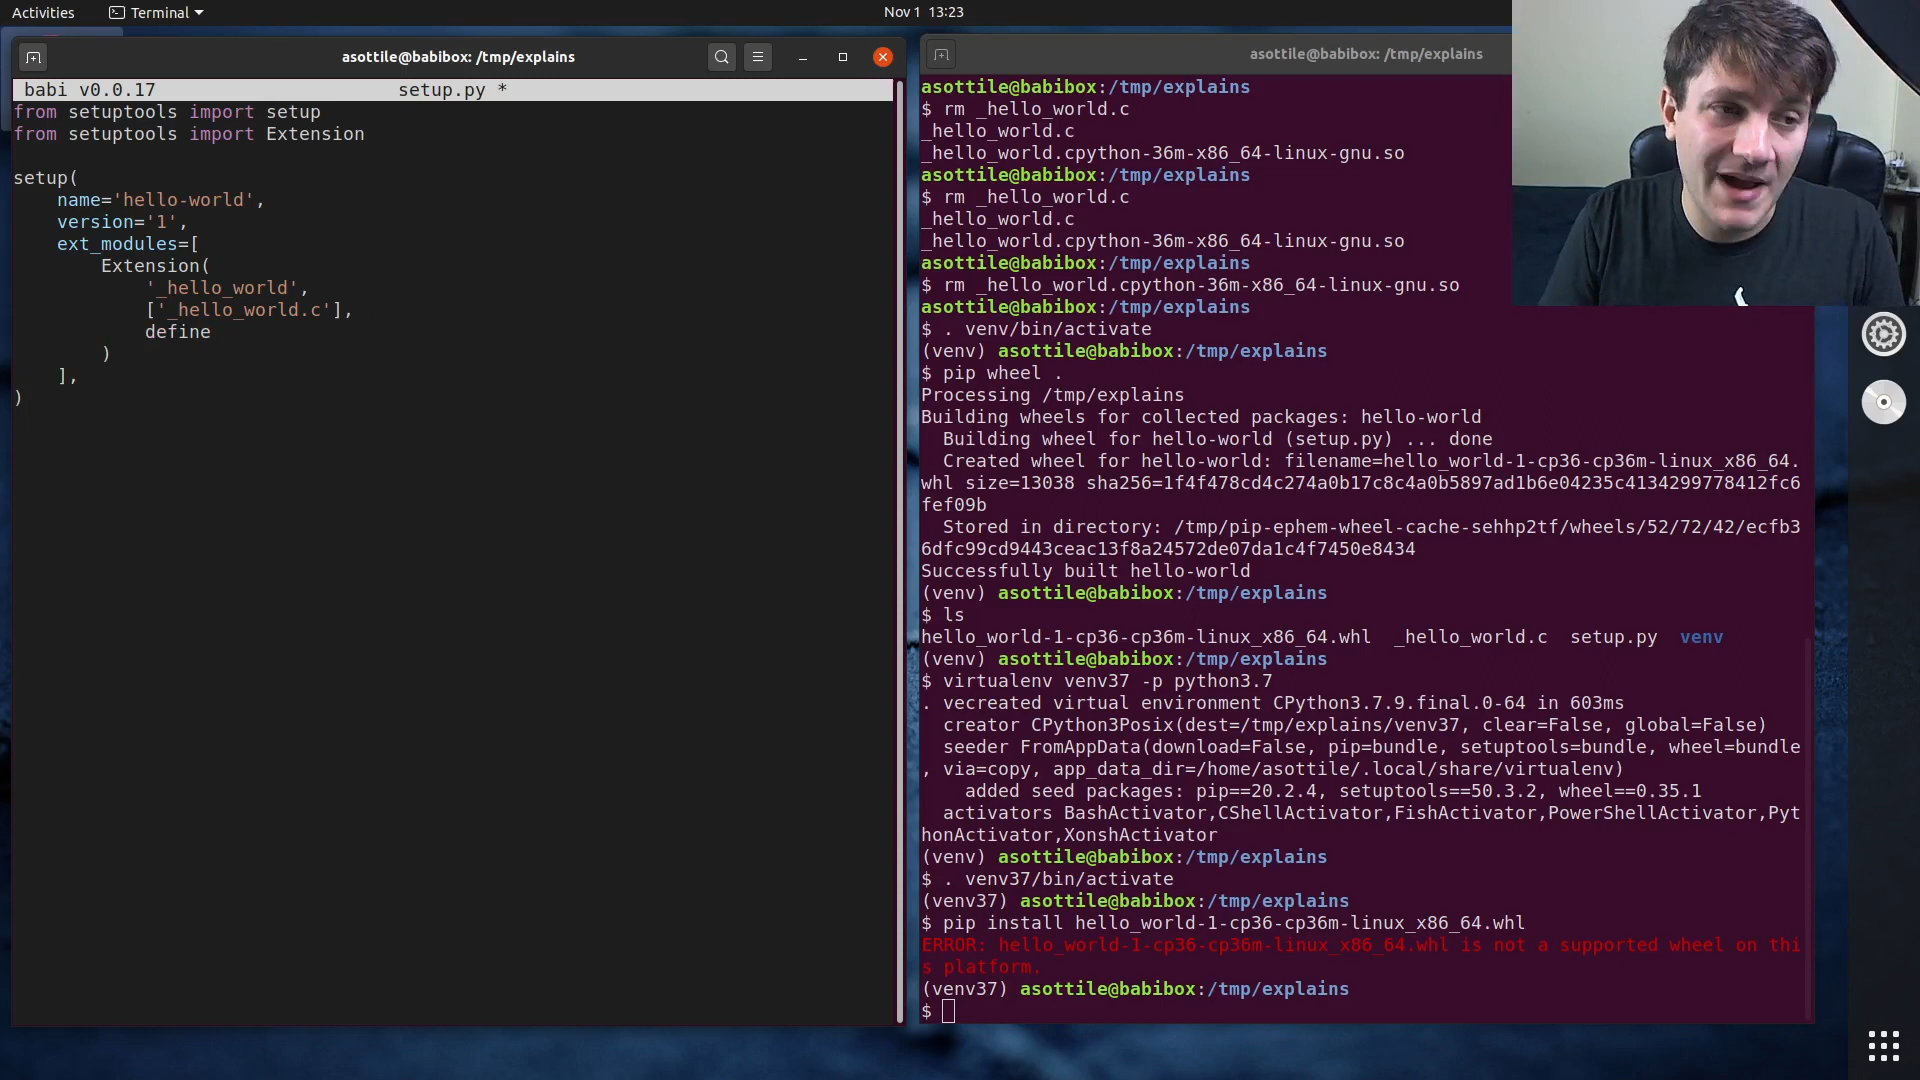 Activities
Terminal
Nov 1 13:23
asottile@babibox: /tmp/explains
babi v0.0.17 setup.py *
from setuptools import setup
from setuptools import Extension
setup(
    name='hello-world',
    version='1',
    ext_modules=[
        Extension(
            '_hello_world',
            ['_hello_world.c'],
            define
        )
    ],
)
asottile@babibox: /tmp/explains
asottile@babibox:/tmp/explains
$ rm _hello_world.c
_hello_world.c
_hello_world.cpython-36m-x86_64-linux-gnu.so
asottile@babibox:/tmp/explains
$ rm _hello_world.c
_hello_world.c
_hello_world.cpython-36m-x86_64-linux-gnu.so
asottile@babibox:/tmp/explains
$ rm _hello_world.cpython-36m-x86_64-linux-gnu.so
asottile@babibox:/tmp/explains
$ . venv/bin/activate
(venv) asottile@babibox:/tmp/explains
$ pip wheel .
Processing /tmp/explains
Building wheels for collected packages: hello-world
  Building wheel for hello-world (setup.py) ... done
  Created wheel for hello-world: filename=hello_world-1-cp36-cp36m-linux_x86_64.
whl size=13038 sha256=1f4f478cd4c274a0b17c8c4a0b5897ad1b6e04235c4134299778412fc6
fef09b
  Stored in directory: /tmp/pip-ephem-wheel-cache-sehhp2tf/wheels/52/72/42/ecfb3
6dfc99cd9443ceac13f8a24572de07da1c4f7450e8434
Successfully built hello-world
(venv) asottile@babibox:/tmp/explains
$ ls
hello_world-1-cp36-cp36m-linux_x86_64.whl  _hello_world.c  setup.py  venv
(venv) asottile@babibox:/tmp/explains
$ virtualenv venv37 -p python3.7
. vecreated virtual environment CPython3.7.9.final.0-64 in 603ms
  creator CPython3Posix(dest=/tmp/explains/venv37, clear=False, global=False)
  seeder FromAppData(download=False, pip=bundle, setuptools=bundle, wheel=bundle
, via=copy, app_data_dir=/home/asottile/.local/share/virtualenv)
    added seed packages: pip==20.2.4, setuptools==50.3.2, wheel==0.35.1
  activators BashActivator,CShellActivator,FishActivator,PowerShellActivator,Pyt
honActivator,XonshActivator
(venv) asottile@babibox:/tmp/explains
$ . venv37/bin/activate
(venv37) asottile@babibox:/tmp/explains
$ pip install hello_world-1-cp36-cp36m-linux_x86_64.whl
ERROR: hello_world-1-cp36-cp36m-linux_x86_64.whl is not a supported wheel on thi
s platform.
(venv37) asottile@babibox:/tmp/explains
$